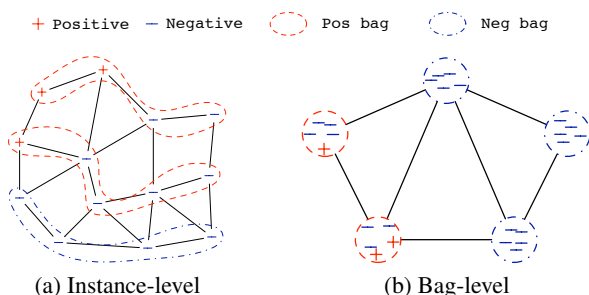 + Positive − Negative Pos bag Neg bag
(a) Instance-level (b) Bag-level